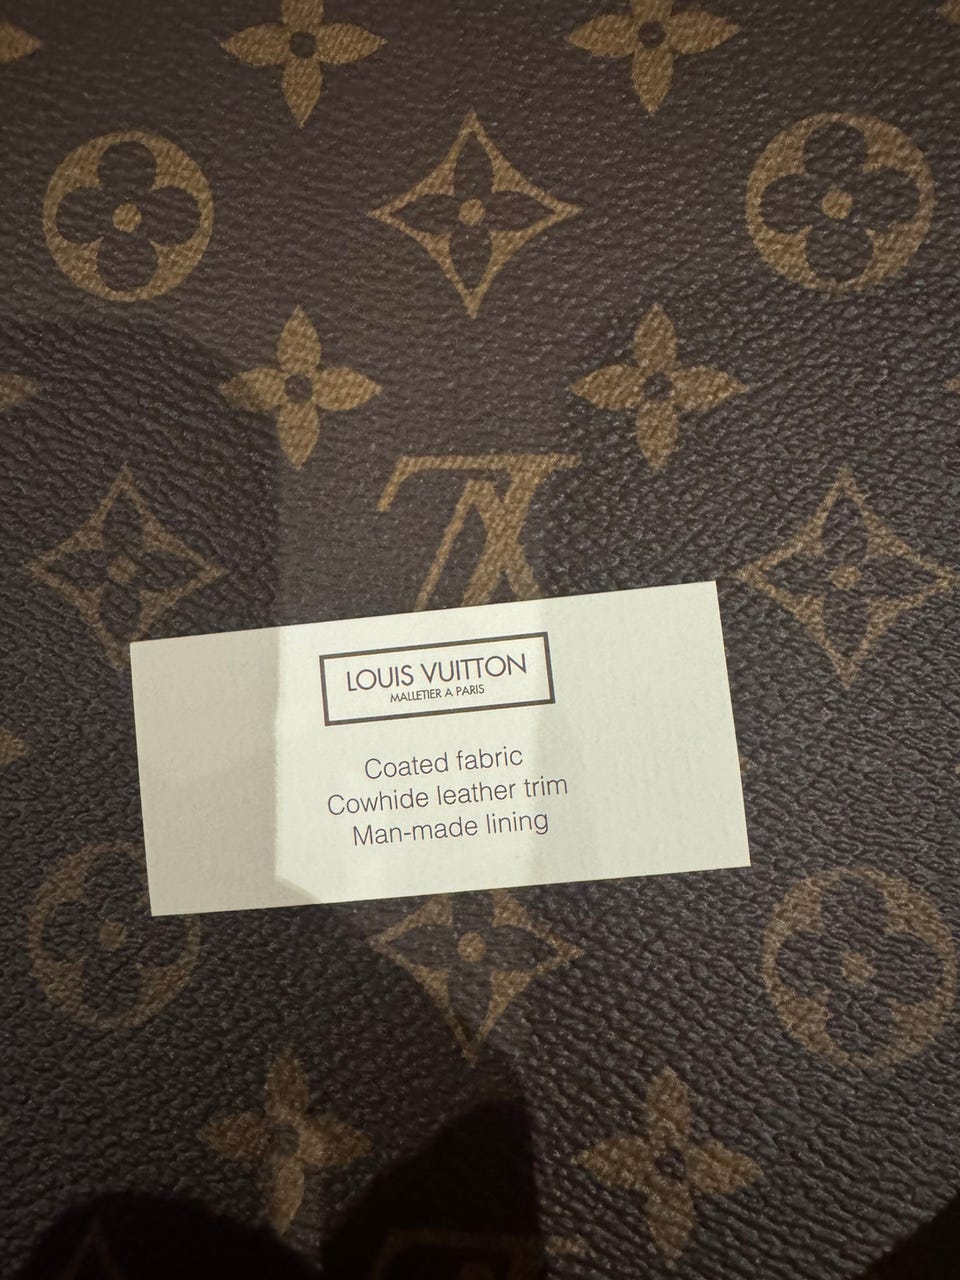 LOUIS VUITTON
MALLETIER A PARIS
Coated fabric
Cowhide leather trim
Man-made lining